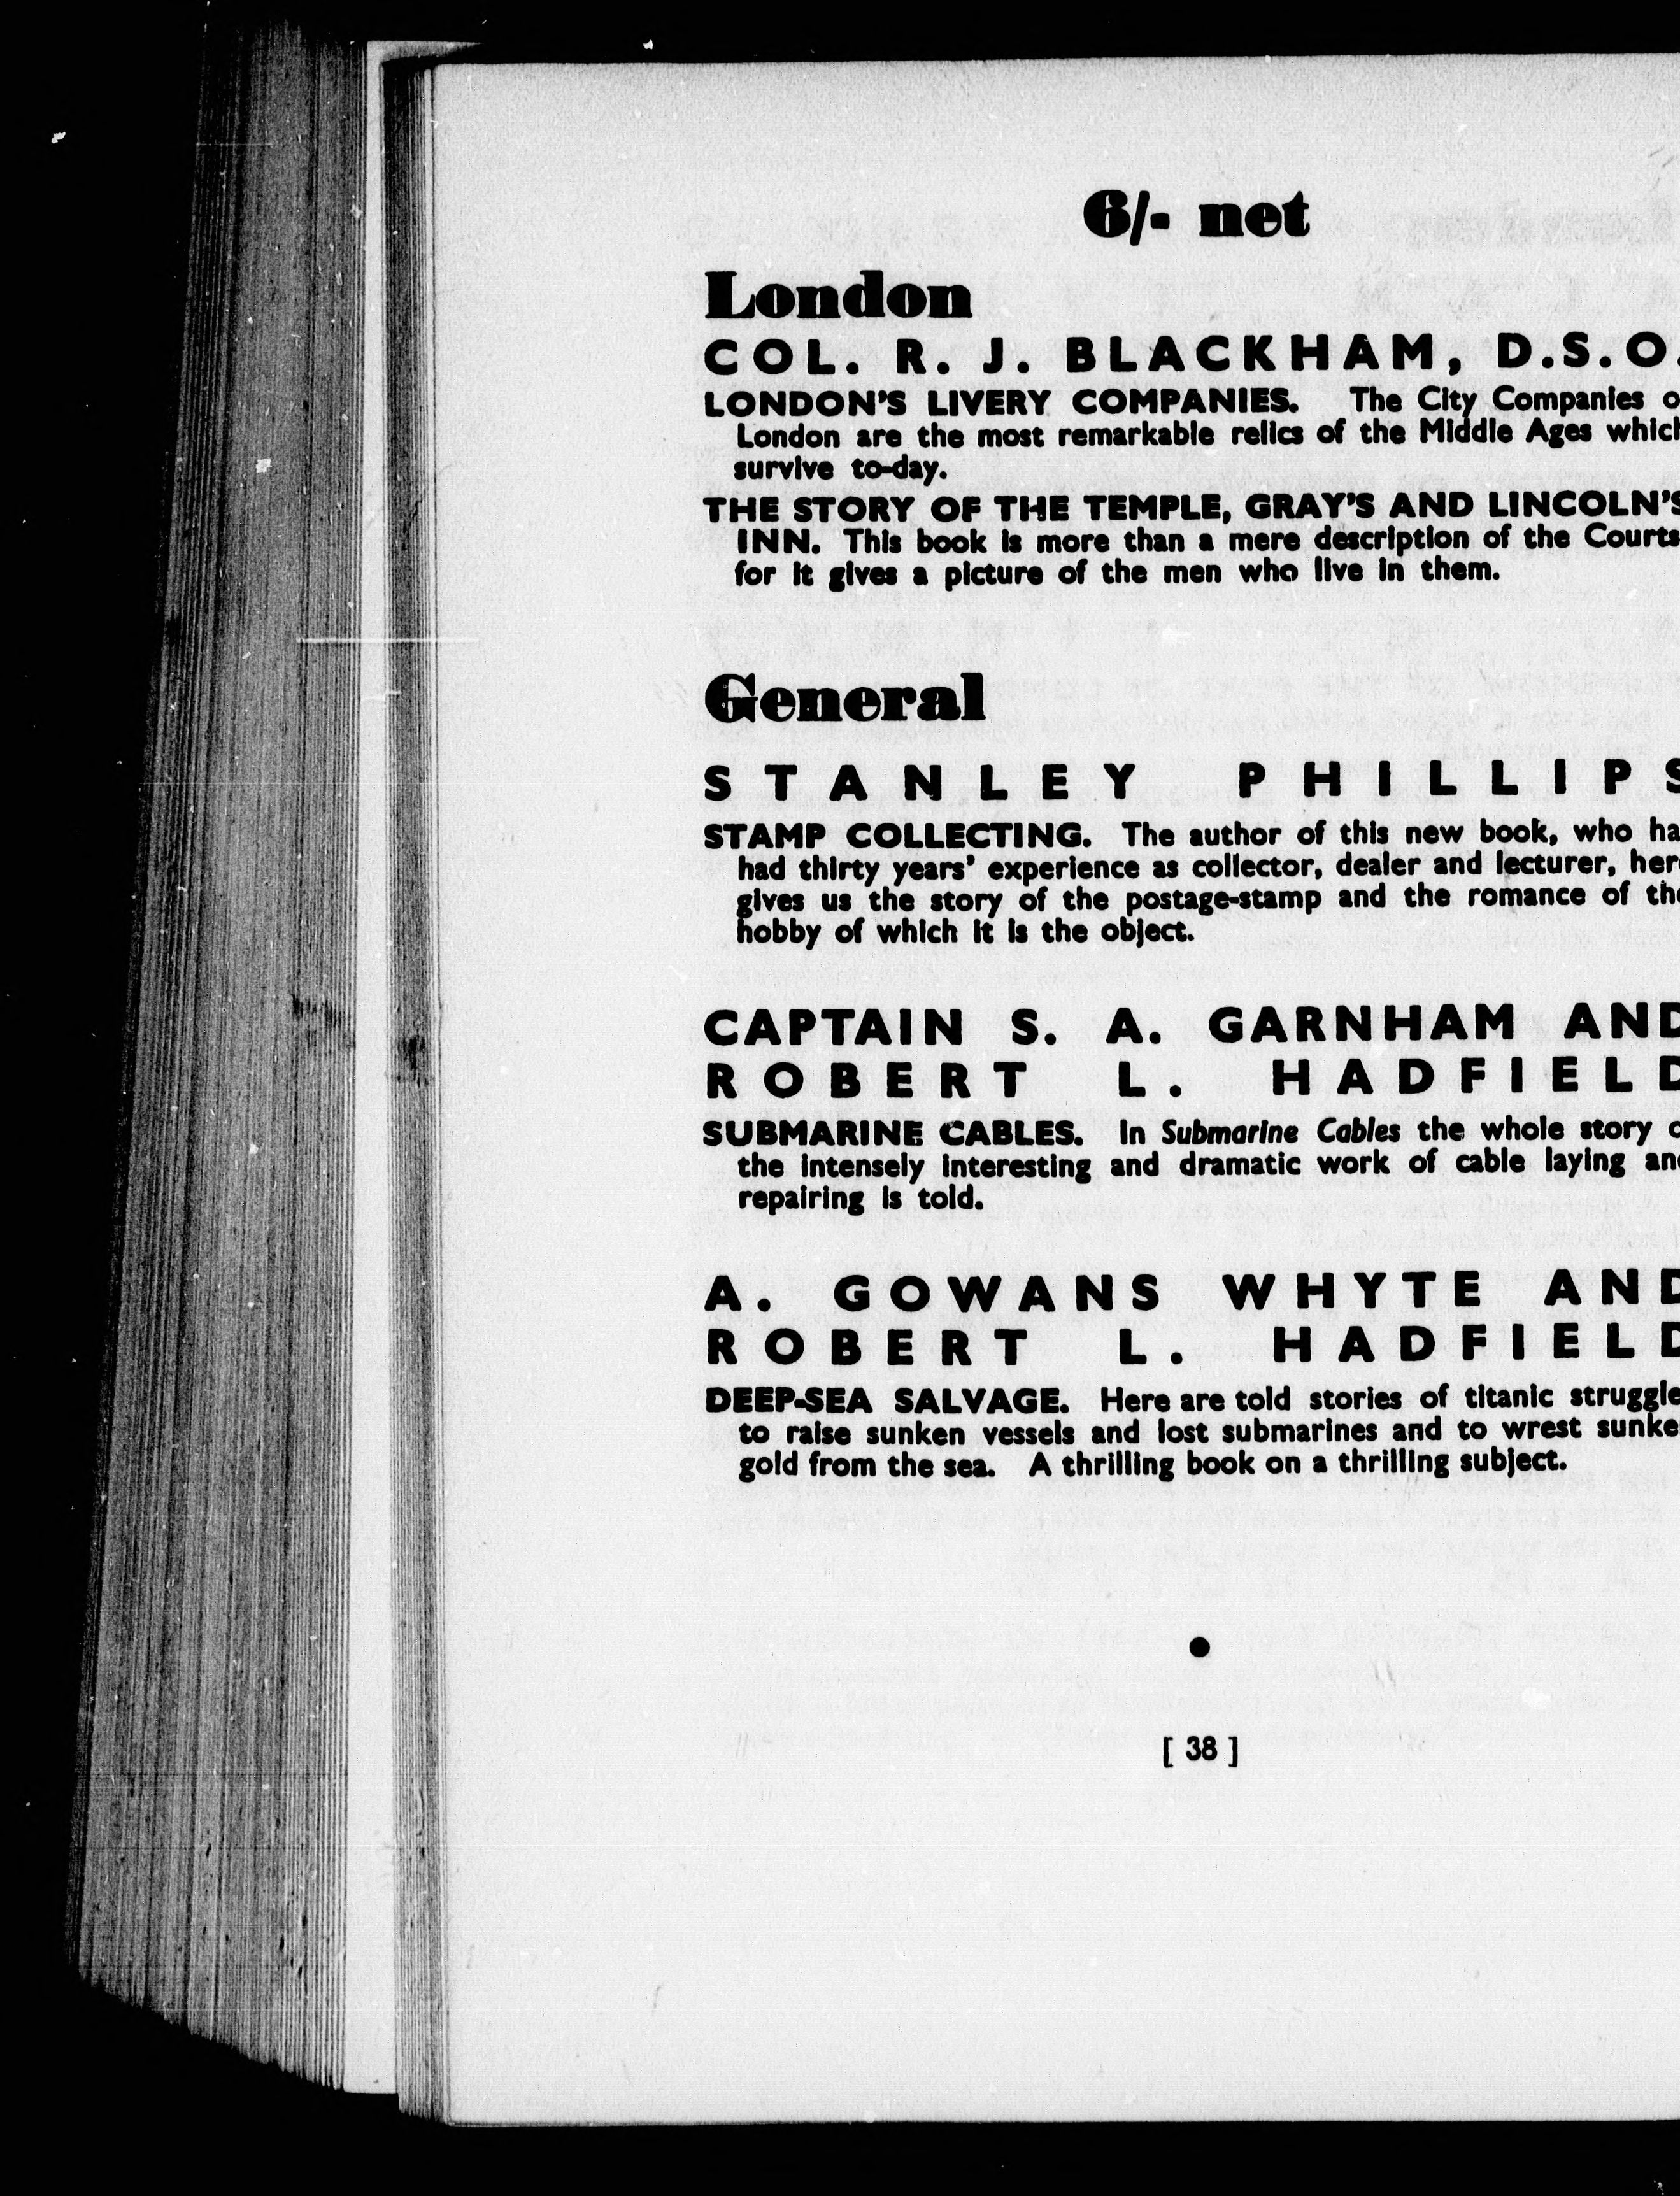 6/- net
London
COL. R. J. BLACKHAM, D.S.O.
LONDON'S LIVERY COMPANIES. The City Companies o
London are the most remarkable relics of the Middle Ages which
survive to-day.
THE STORY OF THE TEMPLE, GRAY'S AND LINCOLN'S
INN. This book is more than a mere description of the Courts
for it gives a picture of the men who live in them.
General
STANLEY PHILLIPS
STAMP COLLECTING. The author of this new book, who ha
had thirty years' experience as collector, dealer and lecturer, here
gives us the story of the postage-stamp and the romance of the
hobby of which it is the object.
CAPTAIN S. A. GARNHAM AND
ROBERT L. HADFIELD
SUBMARINE CABLES. In Submarine Cables the whole story o
the intensely interesting and dramatic work of cable laying and
repairing is told.
A. GOWANS WHYTE AND
ROBERT L. HADFIELD
DEEP-SEA SALVAGE. Here are told stories of titanic struggle
to raise sunken vessels and lost submarines and to wrest sunke
gold from the sea. A thrilling book on a thrilling subject.
[ 38 ]